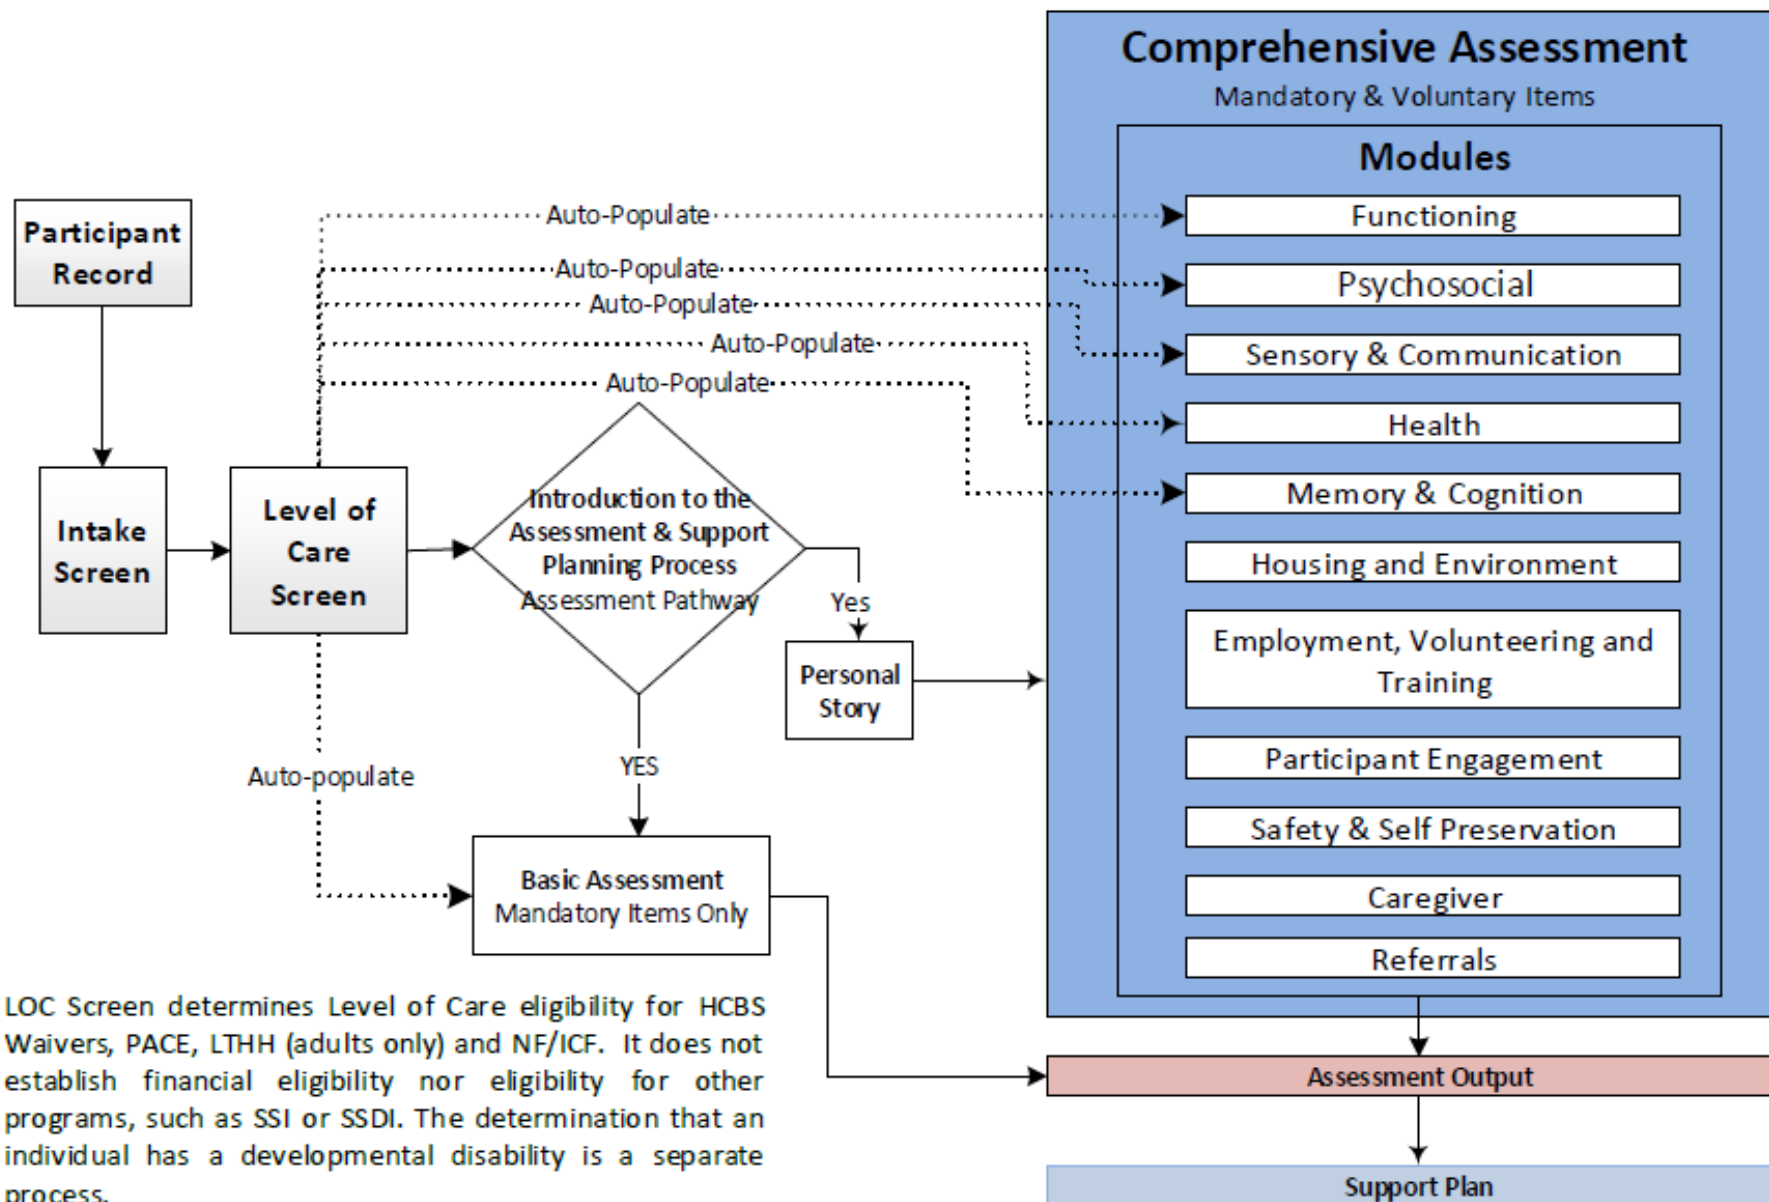 Comprehensive Assessment
Mandatory & Voluntary Items
Modules
Participant
Record
Auto-Populate
Functioning
Auto-Populate
Psychosocial
Auto-Populate
Sensory & Communication
Auto-Populate
Health
Auto-Populate
Memory & Cognition
Intake
Screen
Level of
Care
Screen
Introduction to the
Assessment & Support
Planning Process
Assessment Pathway
Yes
Personal
Story
Housing and Environment
Employment, Volunteering and
Training
Participant Engagement
Safety & Self Preservation
Caregiver
Referrals
Auto-populate
YES
Basic Assessment
Mandatory Items Only
LOC Screen determines Level of Care eligibility for HCBS
Waivers, PACE, LTHH (adults only) and NF/ICF. It does not
establish financial eligibility nor eligibility for other
programs, such as SSI or SSDI. The determination that an
individual has a developmental disability is a separate
process.
Assessment Output
Support Plan